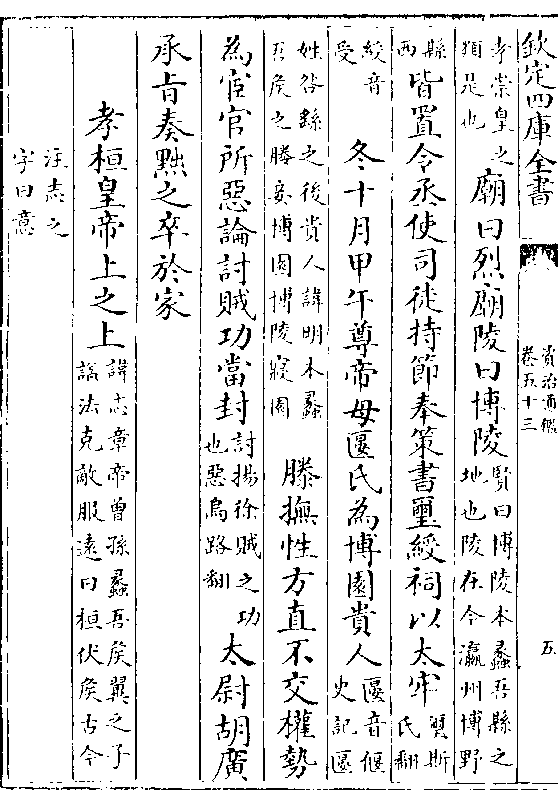 欽定四庫全書
資治通鑑
卷五十三
五
孝崇皇之
類是也
廟曰烈廟陵曰博陵
賢曰博陵本蠡吾縣之
地也陵在今瀛州博野
縣
西
皆置令丞使司徒持節奉策書璽綬祠以太牢
璽斯
氏翻
綬音
受
冬十月甲午尊帝母匽氏為博園貴人
匽音偃
史記匽
姓咎繇之後貴人諱明本蠡
吾侯之媵妾博園博陵寢園
滕撫性方直不交權勢
為宦官所惡論討賊功當封
討揚徐賊之功
也惡烏路翻
太尉胡廣
承旨奏黜之卒於家
孝桓皇帝上之上
諱志章帝曾孫蠡吾侯翼之子
諡法克敵服遠曰桓伏侯古今
注志之
字曰意